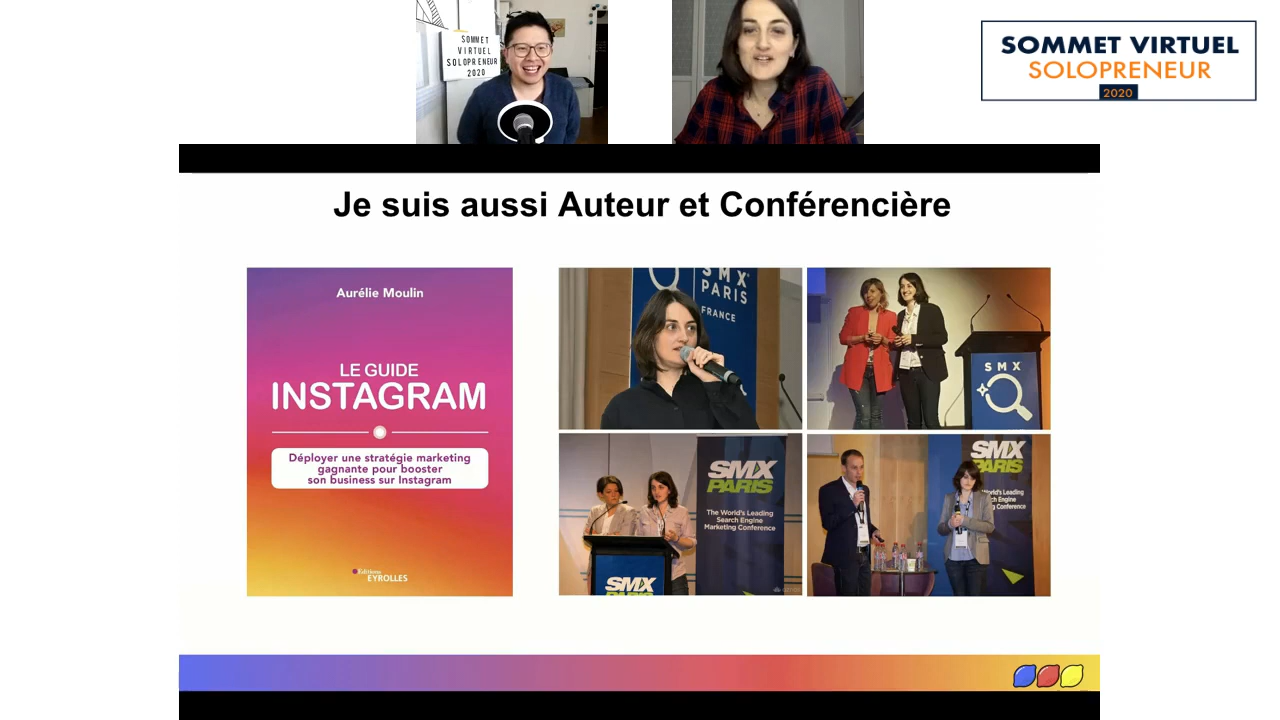 SOMMET
VIRTUEL
SOLOPRENEUR
2020
SOMMET VIRTUEL
SOLOPRENEUR
2020
Je suis aussi Auteur et Conférencière
Aurélie Moulin
LE GUIDE
INSTAGRAM
Déployer une stratégie marketing
gagnante pour booster
son business sur Instagram
Éditions
EYROLLES
SMX
PARIS
FRANCE
SMX
SMX
PARIS
The World's Leading
Search Engine
Marketing Conference
SMX
PARIS
SMX
PARIS
World's Leading
Engine
Conference